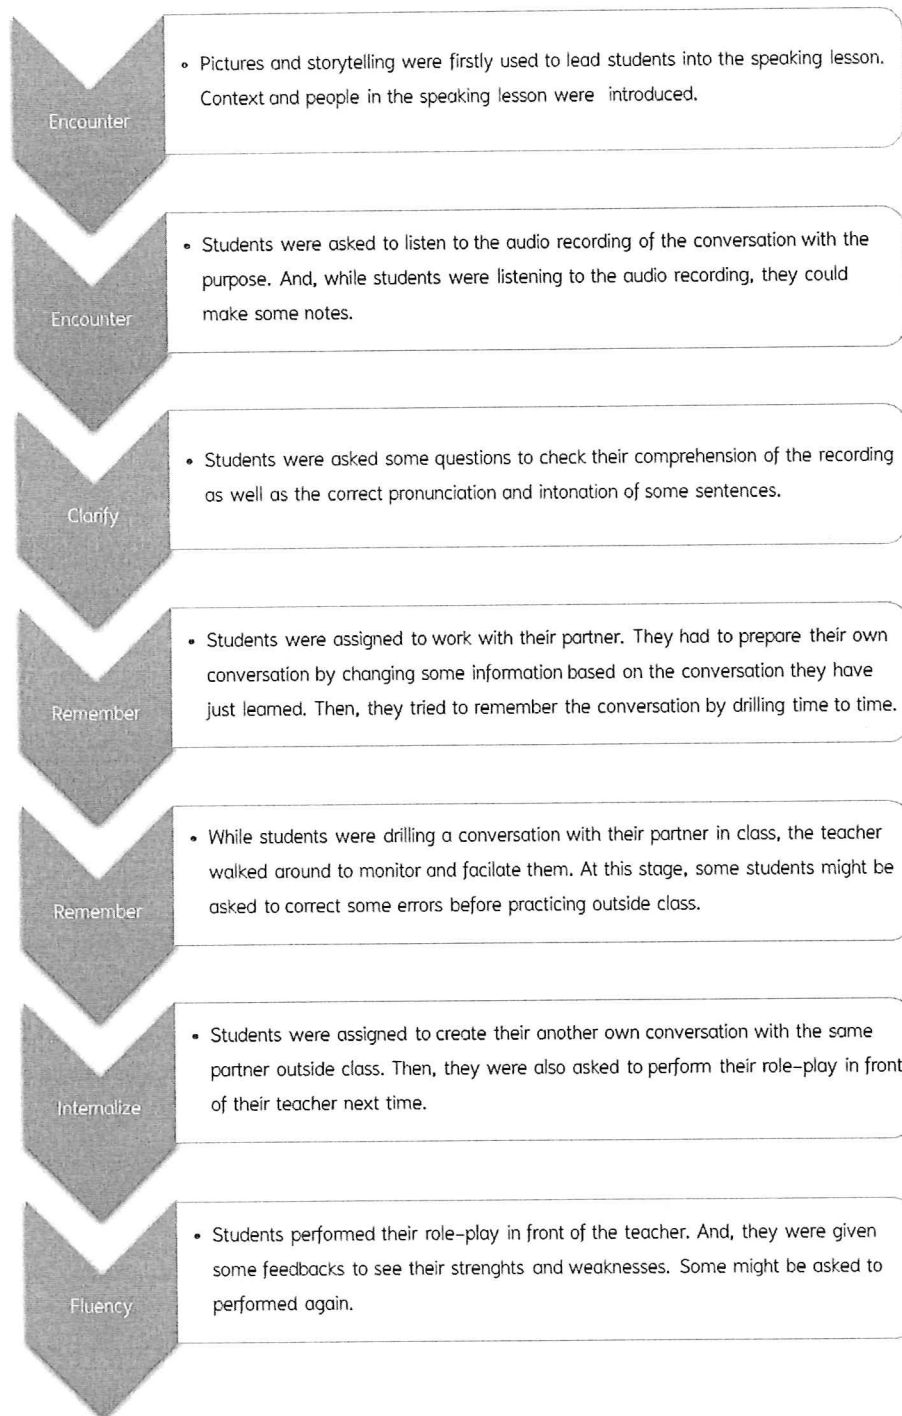 Encounter
• Pictures and storytelling were firstly used to lead students into the speaking lesson.
Context and people in the speaking lesson were introduced.
Encounter
• Students were asked to listen to the audio recording of the conversation with the
purpose. And, while students were listening to the audio recording, they could
make some notes.
Clarify
• Students were asked some questions to check their comprehension of the recording
as well as the correct pronunciation and intonation of some sentences.
Remember
• Students were assigned to work with their partner. They had to prepare their own
conversation by changing some information based on the conversation they have
just learned. Then, they tried to remember the conversation by drilling time to time.
Remember
• While students were drilling a conversation with their partner in class, the teacher
walked around to monitor and facilate them. At this stage, some students might be
asked to correct some errors before practicing outside class.
Internalize
• Students were assigned to create their another own conversation with the same
partner outside class. Then, they were also asked to perform their role-play in front
of their teacher next time.
Fluency
• Students performed their role-play in front of the teacher. And, they were given
some feedbacks to see their strenghts and weaknesses. Some might be asked to
performed again.